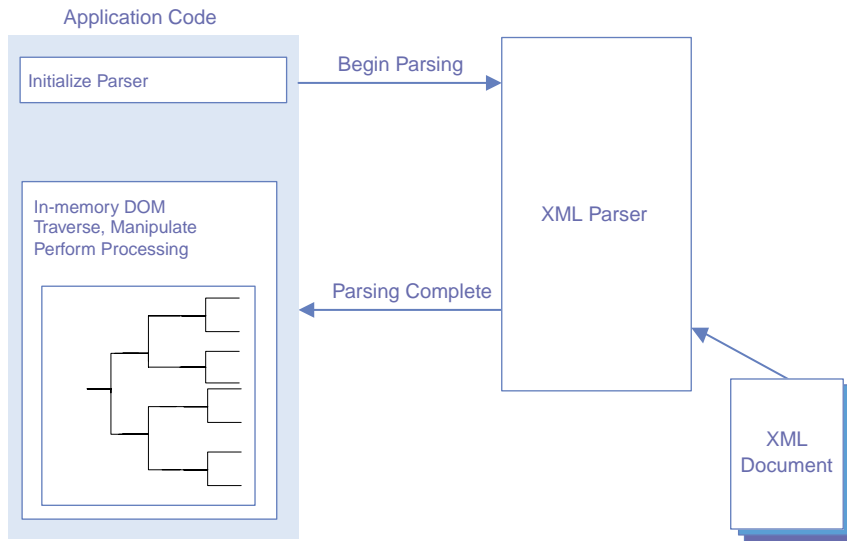 Application Code
Initialize Parser
Begin Parsing
In-memory DOM
Traverse, Manipulate
Perform Processing
XML Parser
Parsing Complete
XML
Document